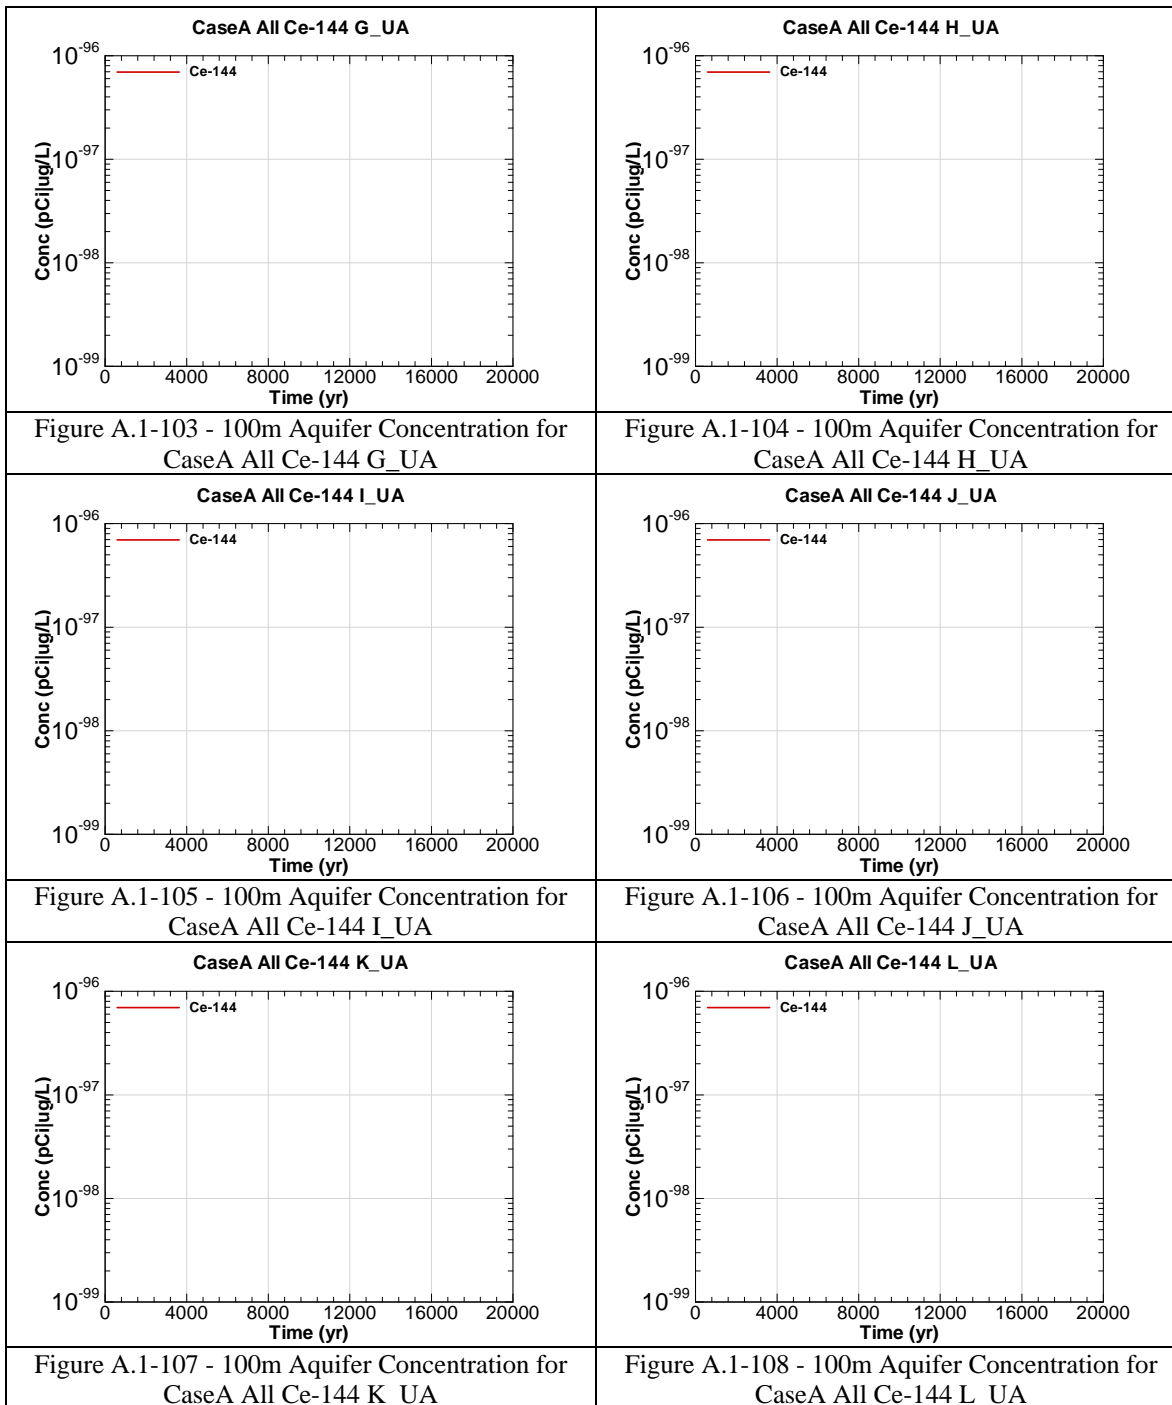 CaseA All Ce-144 G_UA
10-96
Ce-144
10-97
Conc (pCi|ug/L)
10-98
10-99
0 4000 8000 12000 16000 20000
Time (yr)
Figure A.1-103 - 100m Aquifer Concentration for
CaseA All Ce-144 G_UA
CaseA All Ce-144 H_UA
10-96
Ce-144
10-97
Conc (pCi|ug/L)
10-98
10-99
0 4000 8000 12000 16000 20000
Time (yr)
Figure A.1-104 - 100m Aquifer Concentration for
CaseA All Ce-144 H_UA
CaseA All Ce-144 I_UA
10-96
Ce-144
10-97
Conc (pCi|ug/L)
10-98
10-99
0 4000 8000 12000 16000 20000
Time (yr)
Figure A.1-105 - 100m Aquifer Concentration for
CaseA All Ce-144 I_UA
CaseA All Ce-144 J_UA
10-96
Ce-144
10-97
Conc (pCi|ug/L)
10-98
10-99
0 4000 8000 12000 16000 20000
Time (yr)
Figure A.1-106 - 100m Aquifer Concentration for
CaseA All Ce-144 J_UA
CaseA All Ce-144 K_UA
10-96
Ce-144
10-97
Conc (pCi|ug/L)
10-98
10-99
0 4000 8000 12000 16000 20000
Time (yr)
Figure A.1-107 - 100m Aquifer Concentration for
CaseA All Ce-144 K_UA
CaseA All Ce-144 L_UA
10-96
Ce-144
10-97
Conc (pCi|ug/L)
10-98
10-99
0 4000 8000 12000 16000 20000
Time (yr)
Figure A.1-108 - 100m Aquifer Concentration for
CaseA All Ce-144 L_UA